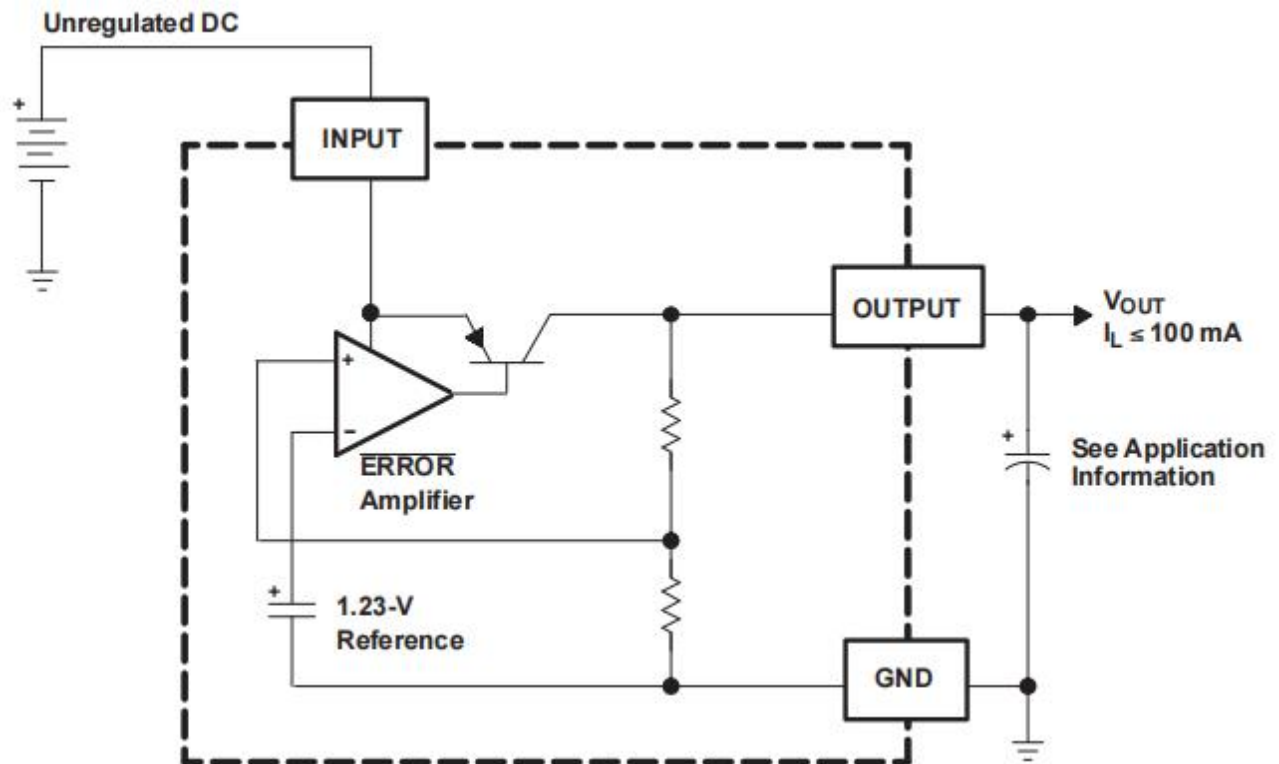 Unregulated DC
+
INPUT
OUTPUT
VOUT
IL ≤ 100 mA
+
−
ERROR
Amplifier
+
See Application
Information
+
1.23-V
Reference
GND